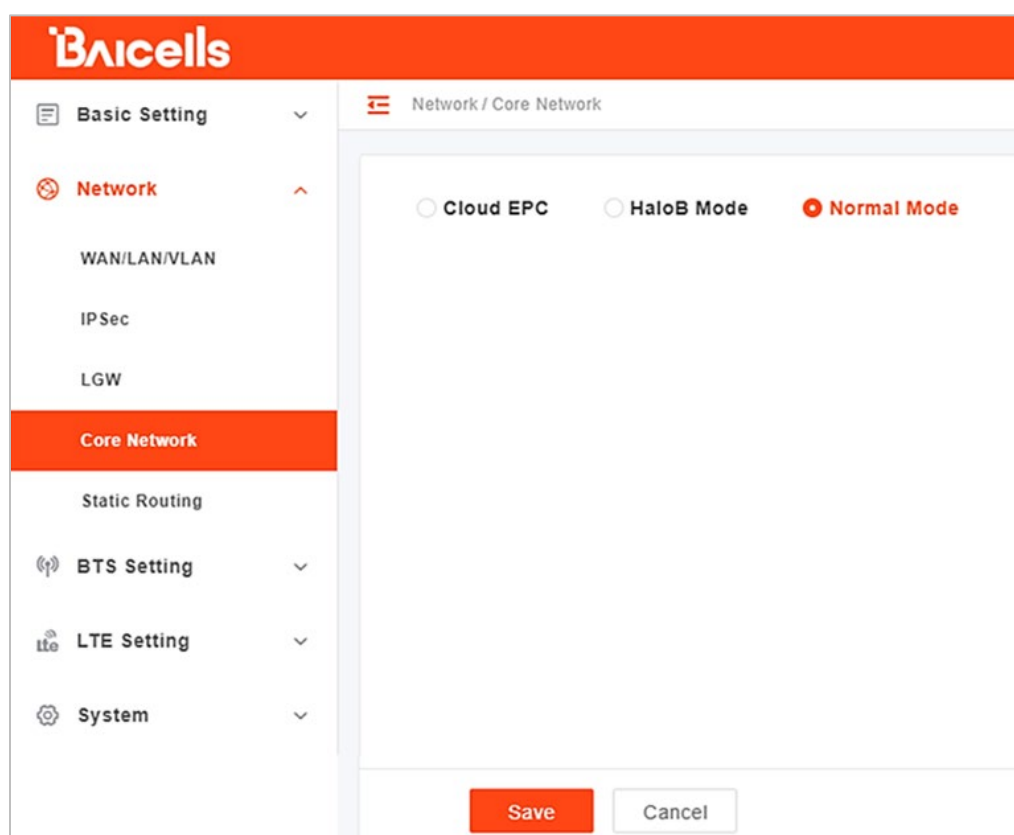 Baicells
Basic Setting
Network / Core Network
Network
Cloud EPC HaloB Mode Normal Mode
WAN/LAN/VLAN
IPSec
LGW
Core Network
Static Routing
BTS Setting
lte LTE Setting
System
Save Cancel